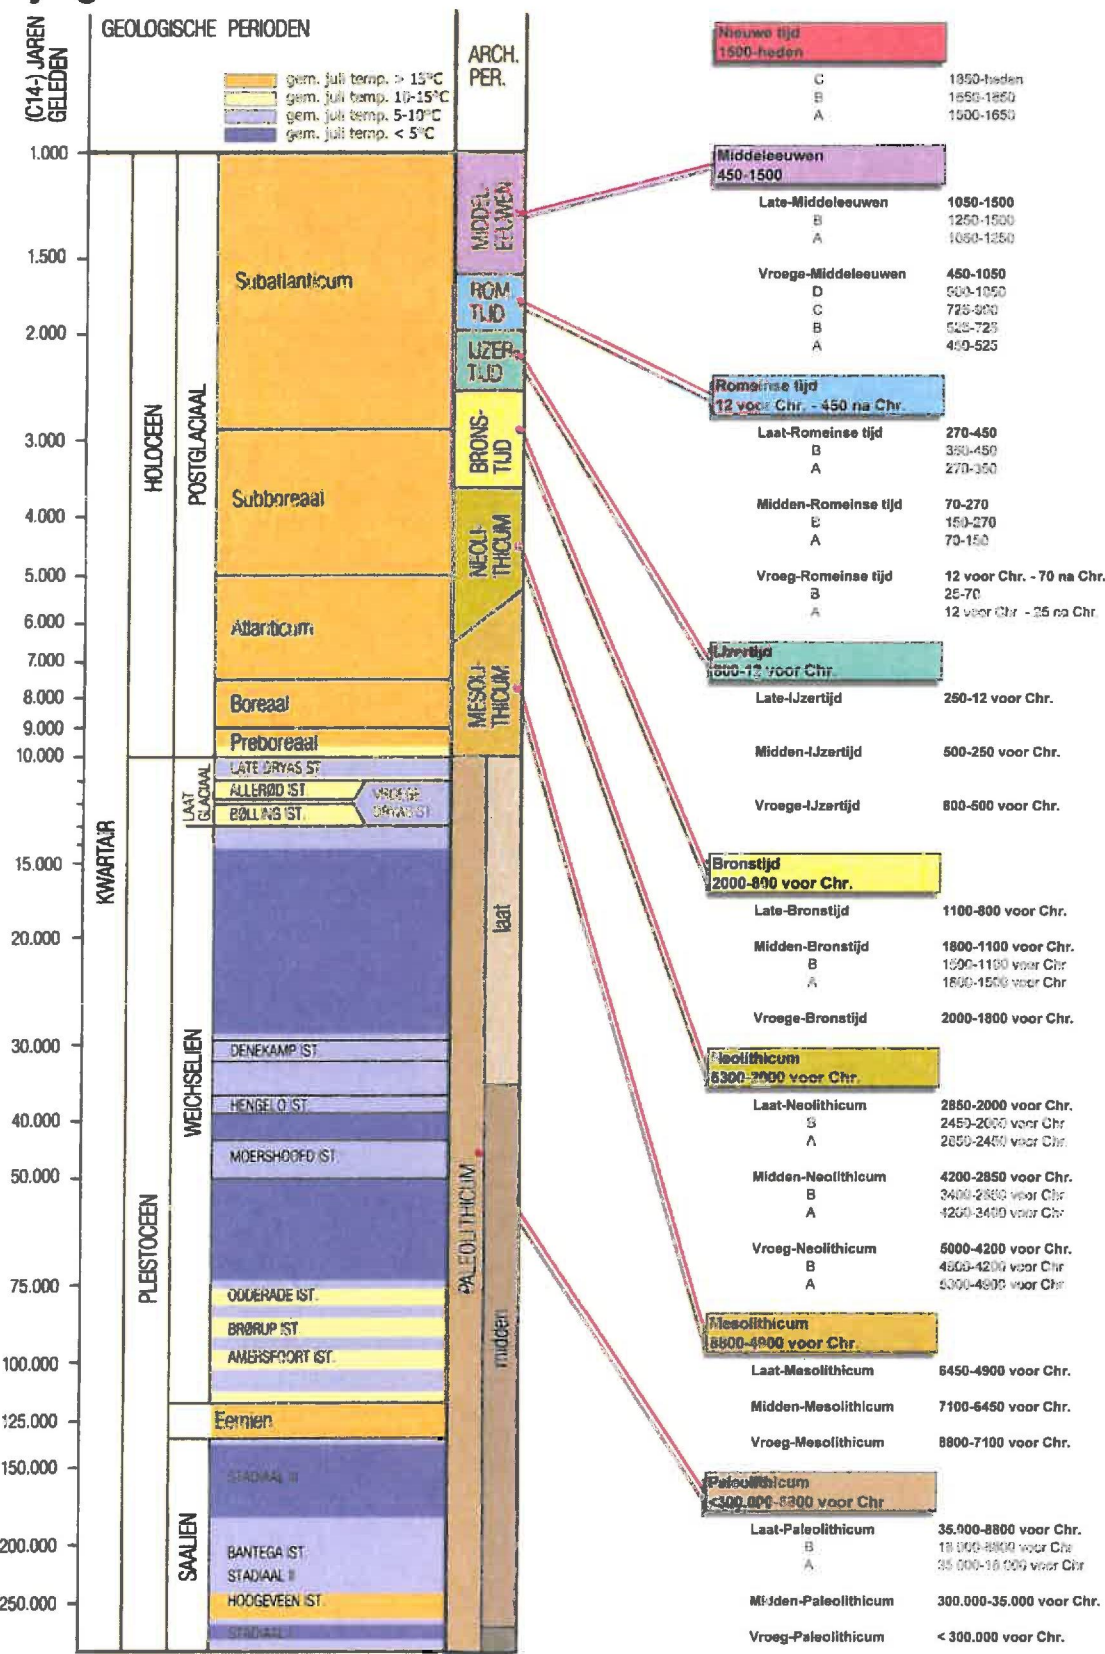 (C14-) JAREN
GELEDEN
GEOLOGISCHE PERIODEN
gem. juli temp. > 15°C
gem. juli temp. 10-15°C
gem. juli temp. 5-10°C
gem. juli temp. < 5°C
ARCH.
PER.
1.000
1.500
2.000
3.000
4.000
5.000
6.000
7.000
8.000
9.000
10.000
15.000
20.000
30.000
40.000
50.000
75.000
100.000
125.000
150.000
200.000
250.000
KWARTAIR
HOLOCEEN
PLEISTOCEEN
POSTGLACIAAL
LAAT
GLACIAAL
WEICHSELIEN
SAALIEN
Subatlanticum
Subboreaal
Atlanticum
Boreaal
Preboreaal
LATE DRYAS ST.
ALLERØD IST.
VROEGE
DRYAS ST.
BØLLING IST.
DENEKAMP IST.
HENGELO IST.
MOERSHOOFD IST.
ODDERADE IST.
BRØRUP IST.
AMERSFOORT IST.
Eemien
STADIAAL III
BANTEGA IST.
STADIAAL II
HOOGEVEEN IST.
STADIAAL
MIDDEL
EEUWEN
ROM.
TIJD
IJZER-
TIJD
BRONS-
TIJD
NEOLI-
THICUM
MESOLI-
THICUM
PALEOLITHICUM
laat
midden
Nieuwe tijd
1500-heden
C 1850-heden
B 1650-1850
A 1500-1650
Middeleeuwen
450-1500
Late-Middeleeuwen 1050-1500
B 1250-1500
A 1050-1250
Vroege-Middeleeuwen 450-1050
D 900-1050
C 725-900
B 525-725
A 450-525
Romeinse tijd
12 voor Chr. - 450 na Chr.
Laat-Romeinse tijd 270-450
B 350-450
A 270-350
Midden-Romeinse tijd 70-270
B 150-270
A 70-150
Vroeg-Romeinse tijd 12 voor Chr. - 70 na Chr.
B 25-70
A 12 voor Chr. - 25 na Chr.
IJzertijd
800-12 voor Chr.
Late-IJzertijd 250-12 voor Chr.
Midden-IJzertijd 500-250 voor Chr.
Vroege-IJzertijd 800-500 voor Chr.
Bronstijd
2000-800 voor Chr.
Late-Bronstijd 1100-800 voor Chr.
Midden-Bronstijd 1800-1100 voor Chr.
B 1500-1100 voor Chr
A 1800-1500 voor Chr
Vroege-Bronstijd 2000-1800 voor Chr.
Neolithicum
5300-2000 voor Chr.
Laat-Neolithicum 2850-2000 voor Chr.
B 2450-2000 voor Chr.
A 2850-2450 voor Chr.
Midden-Neolithicum 4200-2850 voor Chr.
B 3400-2850 voor Chr.
A 4200-3400 voor Chr
Vroeg-Neolithicum 5000-4200 voor Chr.
B 4900-4200 voor Chr
A 5300-4900 voor Chr
Mesolithicum
8800-4900 voor Chr.
Laat-Mesolithicum 6450-4900 voor Chr.
Midden-Mesolithicum 7100-6450 voor Chr.
Vroeg-Mesolithicum 8800-7100 voor Chr.
Paleolithicum
<300.000-8800 voor Chr
Laat-Paleolithicum 35.000-8800 voor Chr.
B 18.000-8800 voor Chr
A 35.000-18.000 voor Chr
Midden-Paleolithicum 300.000-35.000 voor Chr.
Vroeg-Paleolithicum < 300.000 voor Chr.